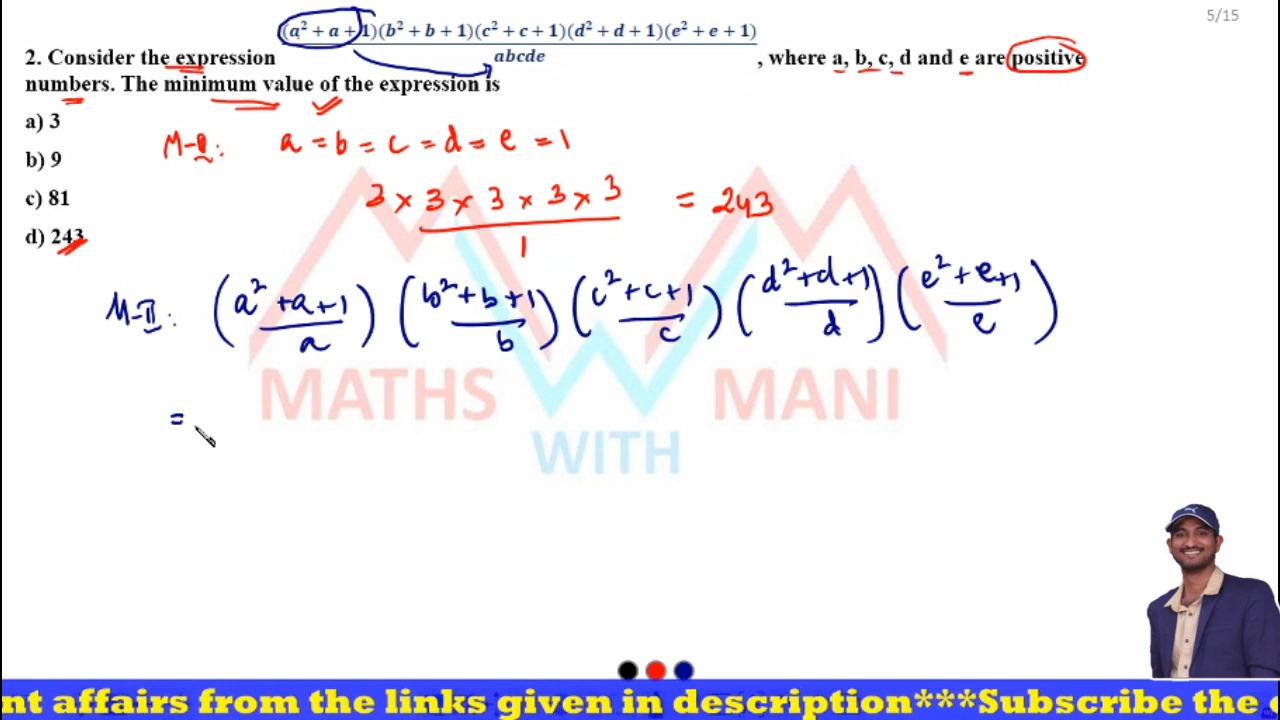 5/15
2. Consider the expression (a² + a + 1)(b² + b + 1)(c² + c + 1)(d² + d + 1)(e² + e + 1) / abcde , where a, b, c, d and e are positive
numbers. The minimum value of the expression is
a) 3
b) 9
c) 81
d) 243
M-I: a = b = c = d = e = 1
3 × 3 × 3 × 3 × 3 / 1 = 243
M-II: (a² + a + 1 / a) (b² + b + 1 / b) (c² + c + 1 / c) (d² + d + 1 / d) (e² + e + 1 / e)
=
MATHS MANI
WITH
nt affairs from the links given in description***Subscribe the